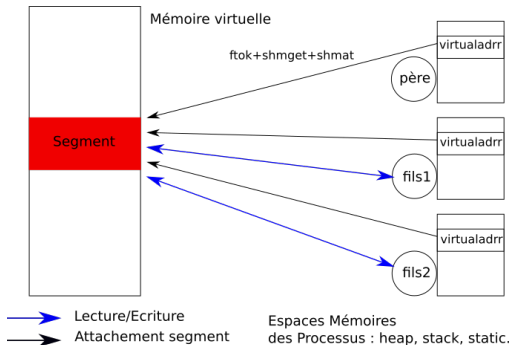 Mémoire virtuelle
virtualadrr
ftok+shmget+shmat
père
Segment
virtualadrr
fils1
virtualadrr
fils2
Lecture/Ecriture
Attachement segment
Espaces Mémoires
des Processus : heap, stack, static.